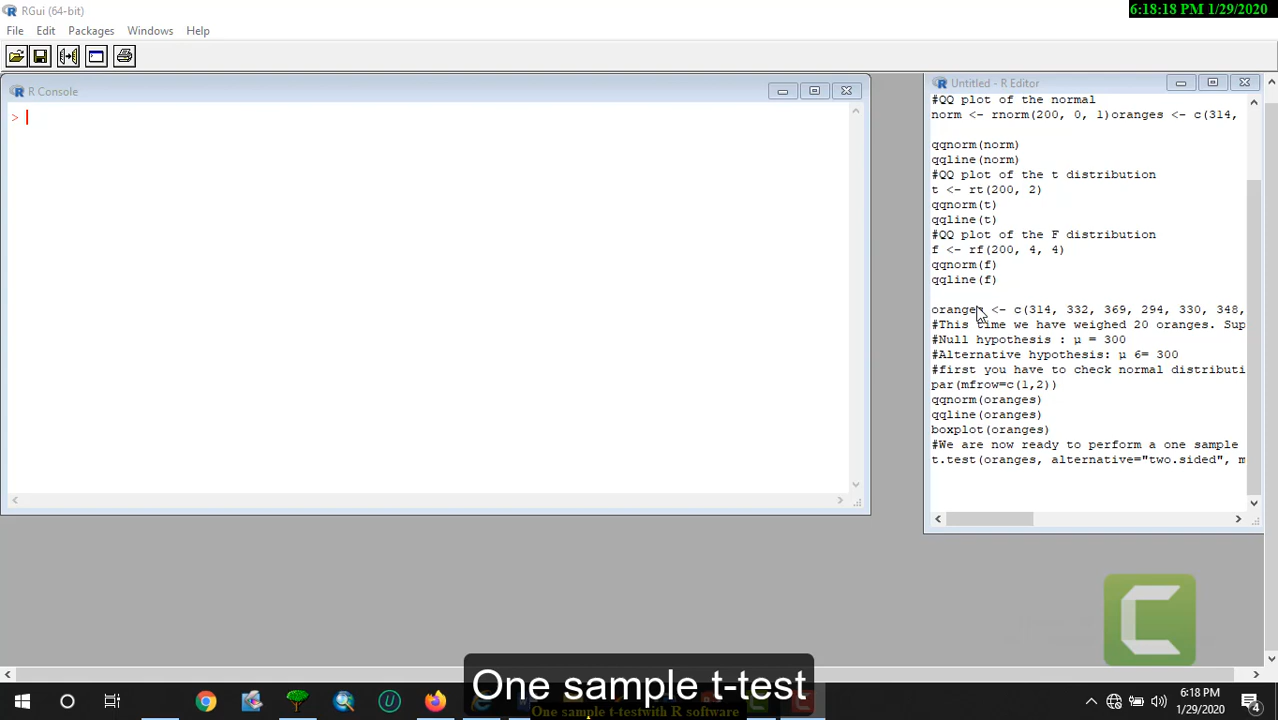 RGui (64-bit)
6:18:18 PM 1/29/2020
File Edit Packages Windows Help
R Console
>
Untitled - R Editor
#QQ plot of the normal
norm <- rnorm(200, 0, 1)oranges <- c(314,
qqnorm(norm)
qqline(norm)
#QQ plot of the t distribution
t <- rt(200, 2)
qqnorm(t)
qqline(t)
#QQ plot of the F distribution
f <- rf(200, 4, 4)
qqnorm(f)
qqline(f)
oranges <- c(314, 332, 369, 294, 330, 348,
#This time we have weighed 20 oranges. Sup
#Null hypothesis : µ = 300
#Alternative hypothesis: µ 6= 300
#first you have to check normal distributi
par(mfrow=c(1,2))
qqnorm(oranges)
qqline(oranges)
boxplot(oranges)
#We are now ready to perform a one sample
t.test(oranges, alternative="two.sided", m
One sample t-test
One sample t-testwith R software
6:18 PM
1/29/2020
4